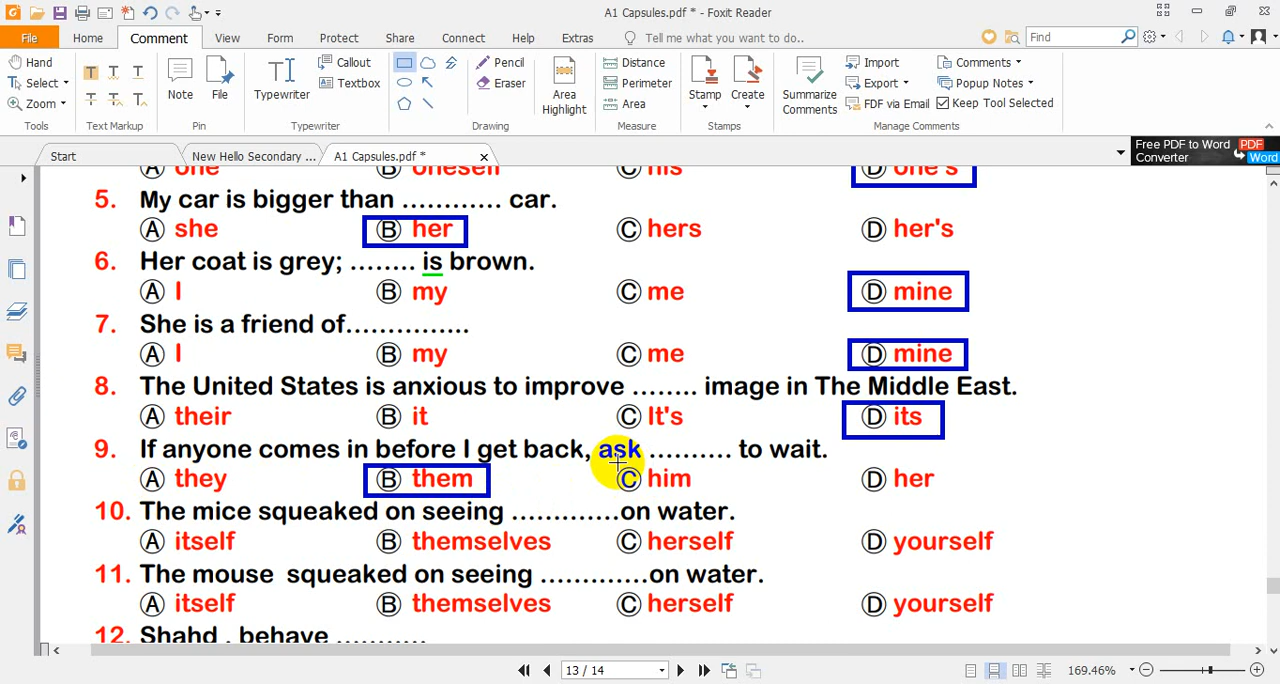 A1 Capsules.pdf * - Foxit Reader
File Home Comment View Form Protect Share Connect Help Extras Tell me what you want to do.. Find
Hand Select Zoom Tools
Text Markup
Note File Pin
Typewriter Callout Textbox Typewriter
Pencil Eraser Drawing
Area Highlight Distance Perimeter Area Measure
Stamp Create Stamps
Summarize Comments Import Export FDF via Email Comments Popup Notes Keep Tool Selected Manage Comments
Start New Hello Secondary ... A1 Capsules.pdf * Free PDF to Word Converter PDF Word
A one B oneself C his D one's
5. My car is bigger than ………… car.
A she B her C hers D her's
6. Her coat is grey; …….. is brown.
A I B my C me D mine
7. She is a friend of……………
A I B my C me D mine
8. The United States is anxious to improve …….. image in The Middle East.
A their B it C It's D its
9. If anyone comes in before I get back, ask ………. to wait.
A they B them C him D her
10. The mice squeaked on seeing ………….on water.
A itself B themselves C herself D yourself
11. The mouse squeaked on seeing ………….on water.
A itself B themselves C herself D yourself
12. Shahd , behave ………..
13 / 14 169.46%